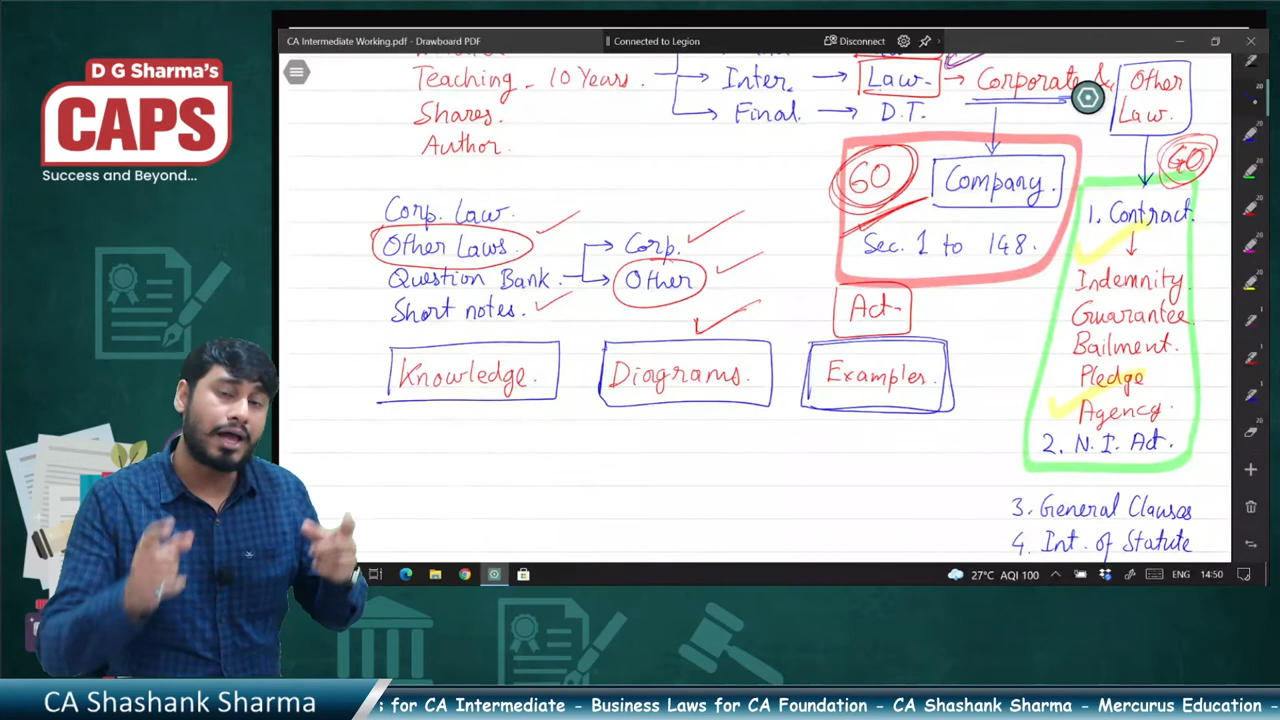 D G Sharma's
CAPS
Success and Beyond...
CA Intermediate Working.pdf - Drawboard PDF
Connected to Legion
Disconnect
Teaching - 10 Years.
Inter.
Law-
Corporate &
Other
Law.
Shares.
Final.
D.T.
Author.
60
Company.
60
Sec. 1 to 148.
Corp. Law.
Other Laws.
Corp.
Question Bank.
Other
Short notes.
Act-
Knowledge.
Diagrams.
Examples.
1. Contract.
Indemnity.
Guarantee.
Bailment.
Pledge
Agency.
2. N. I. Act.
3. General Clauses
4. Int. of Statute
27°C AQI 100
ENG
14:50
CA Shashank Sharma
s for CA Intermediate - Business Laws for CA Foundation - CA Shashank Sharma - Mercurus Education -